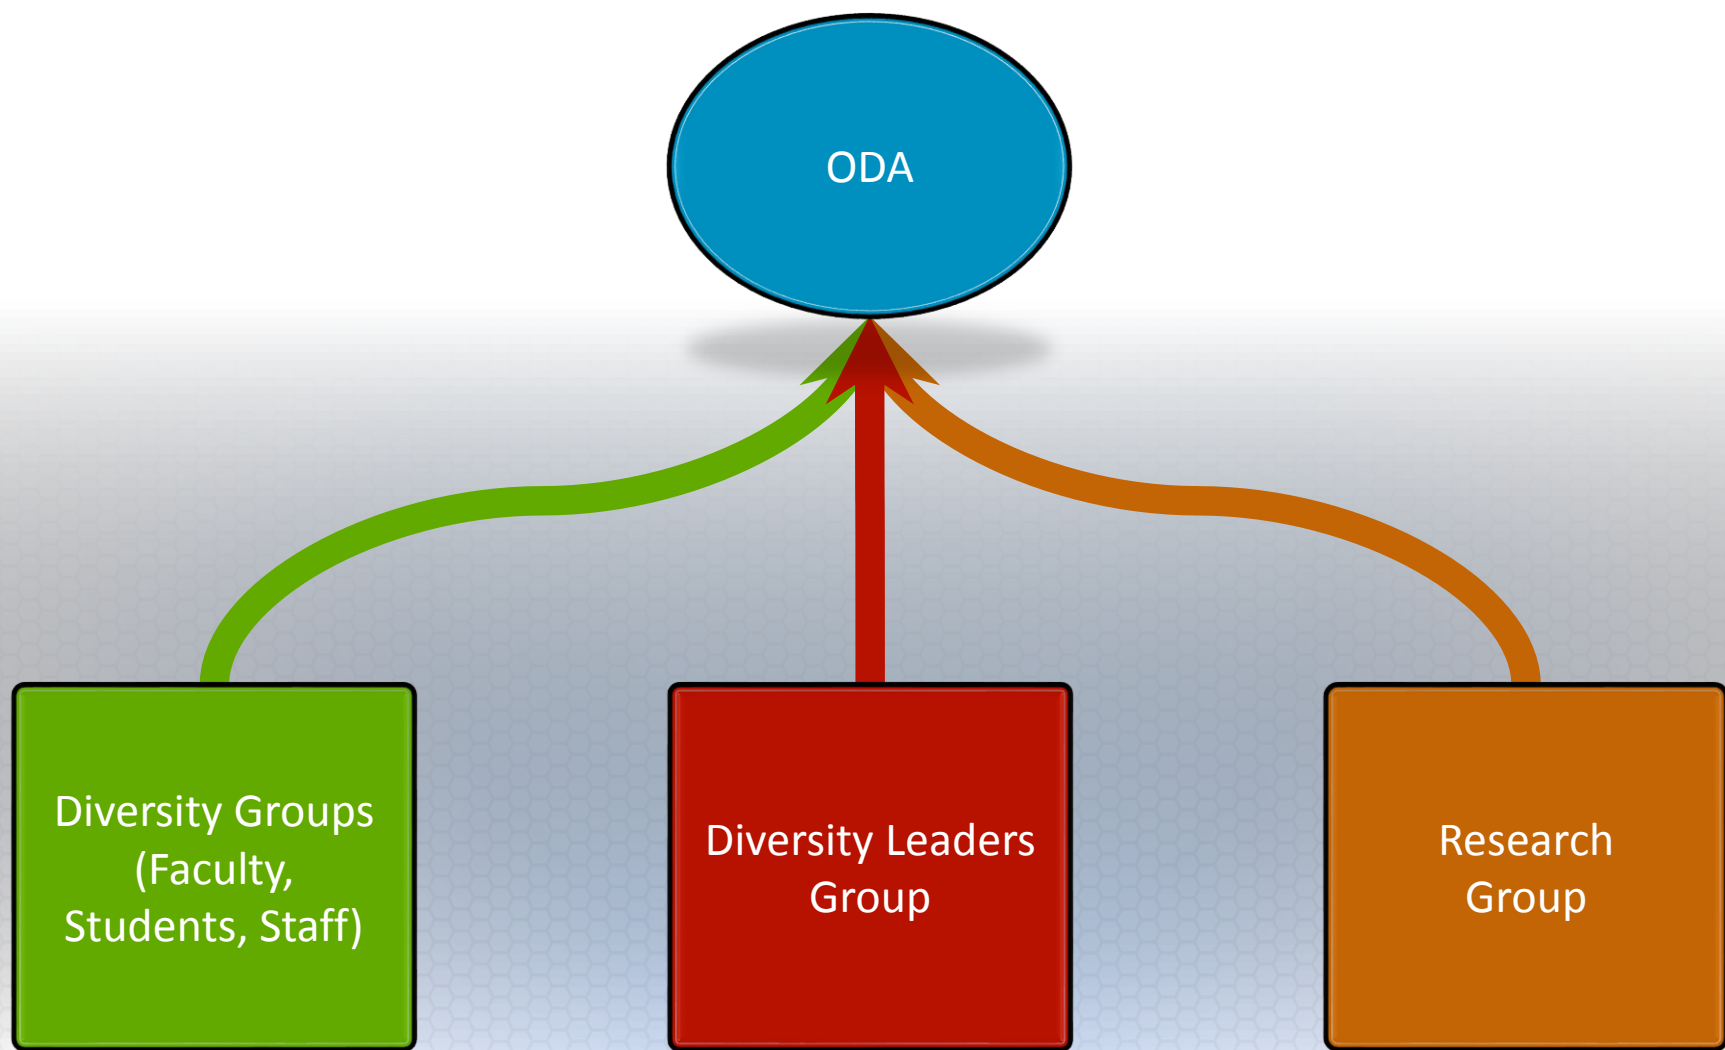 ODA
Diversity Groups
(Faculty,
Students, Staff)
Diversity Leaders
Group
Research
Group